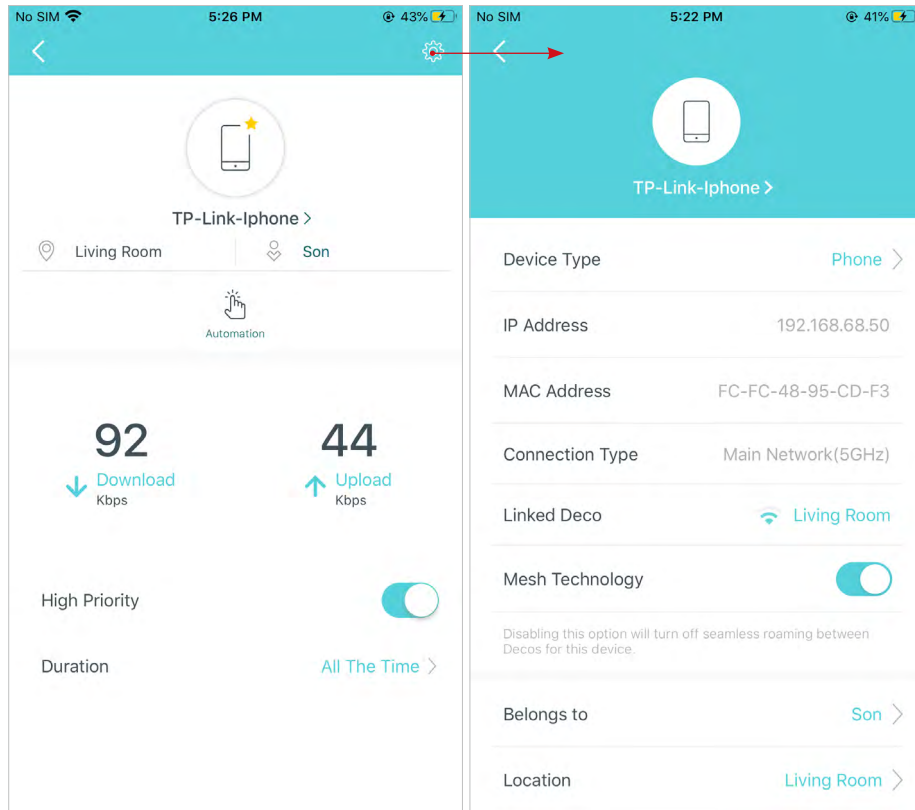 No SIM 5:26 PM 43%
TP-Link-Iphone >
Living Room Son
Automation
92 44
Download Upload
Kbps Kbps
High Priority
Duration All The Time >
No SIM 5:22 PM 41%
TP-Link-Iphone >
Device Type Phone >
IP Address 192.168.68.50
MAC Address FC-FC-48-95-CD-F3
Connection Type Main Network(5GHz)
Linked Deco Living Room
Mesh Technology
Disabling this option will turn off seamless roaming between
Decos for this device.
Belongs to Son >
Location Living Room >